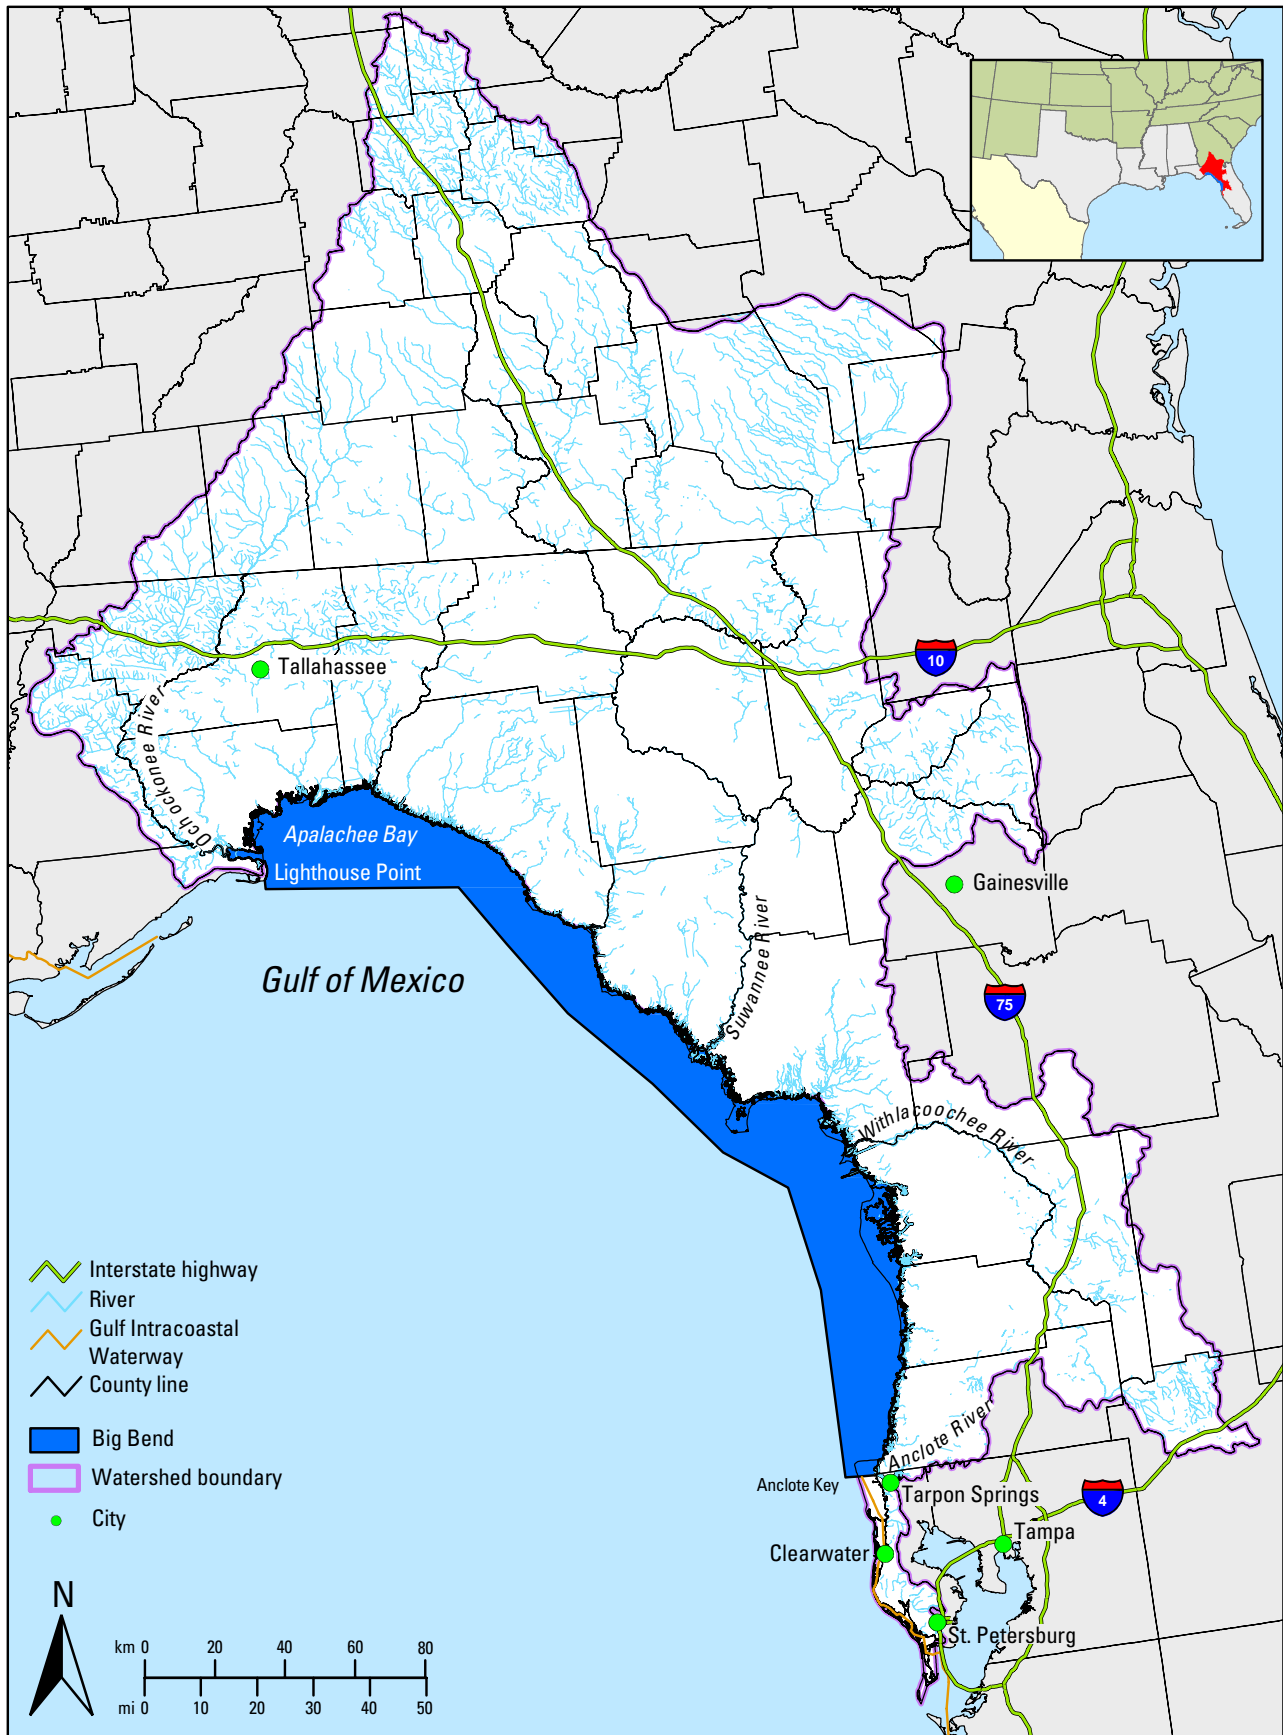 10
Tallahassee
Ochockonee River
Apalachee Bay
Lighthouse Point
Gainesville
Suwannee River
Gulf of Mexico
75
Withlacoochee River
Interstate highway
River
Gulf Intracoastal
Waterway
County line
Big Bend
Watershed boundary
City
Anclote River
Anclote Key
Tarpon Springs
4
Tampa
Clearwater
St. Petersburg
N
km 0 20 40 60 80
mi 0 10 20 30 40 50